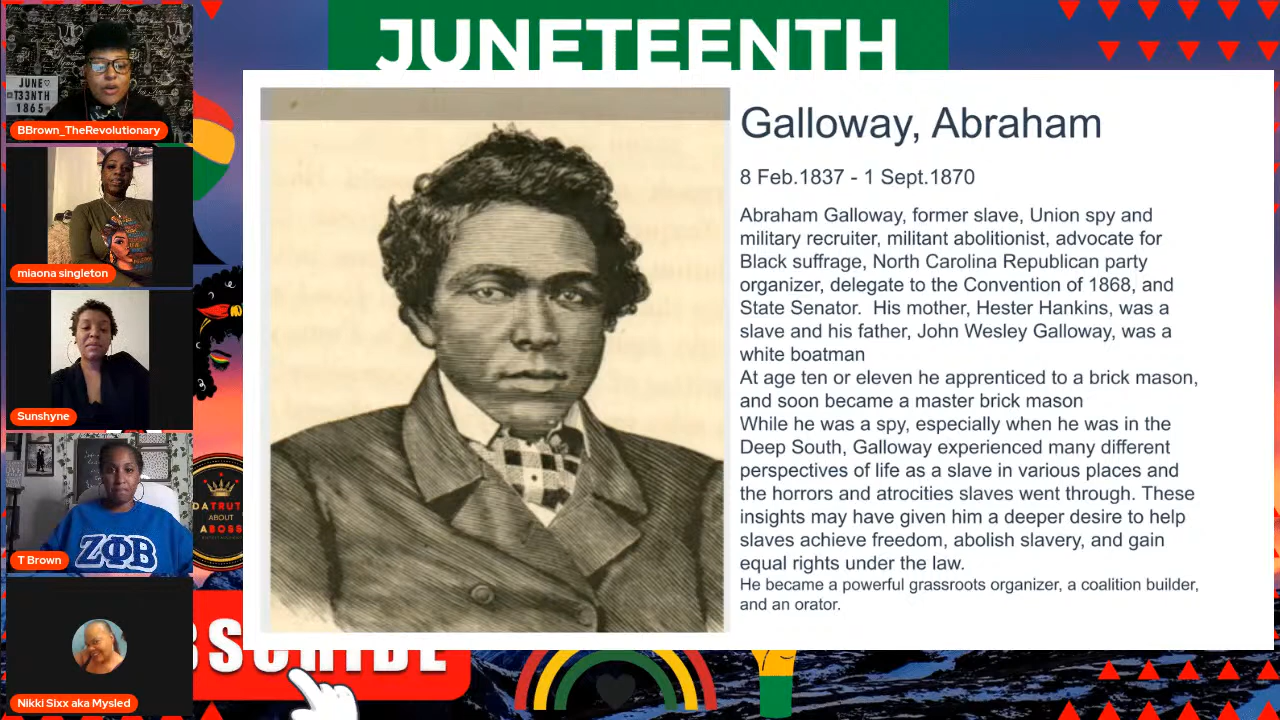 JUNETEENTH
JUNE
T33NTH
1865
BBrown_TheRevolutionary
miaona singleton
Sunshyne
ZΦB
T Brown
Nikki Sixx aka Mysled
DATRUT
ABOUT
ABOSS
Galloway, Abraham
8 Feb.1837 - 1 Sept.1870
Abraham Galloway, former slave, Union spy and
military recruiter, militant abolitionist, advocate for
Black suffrage, North Carolina Republican party
organizer, delegate to the Convention of 1868, and
State Senator.  His mother, Hester Hankins, was a
slave and his father, John Wesley Galloway, was a
white boatman
At age ten or eleven he apprenticed to a brick mason,
and soon became a master brick mason
While he was a spy, especially when he was in the
Deep South, Galloway experienced many different
perspectives of life as a slave in various places and
the horrors and atrocities slaves went through. These
insights may have given him a deeper desire to help
slaves achieve freedom, abolish slavery, and gain
equal rights under the law.
He became a powerful grassroots organizer, a coalition builder,
and an orator.